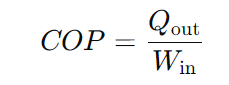 COP = Q_out / W_in